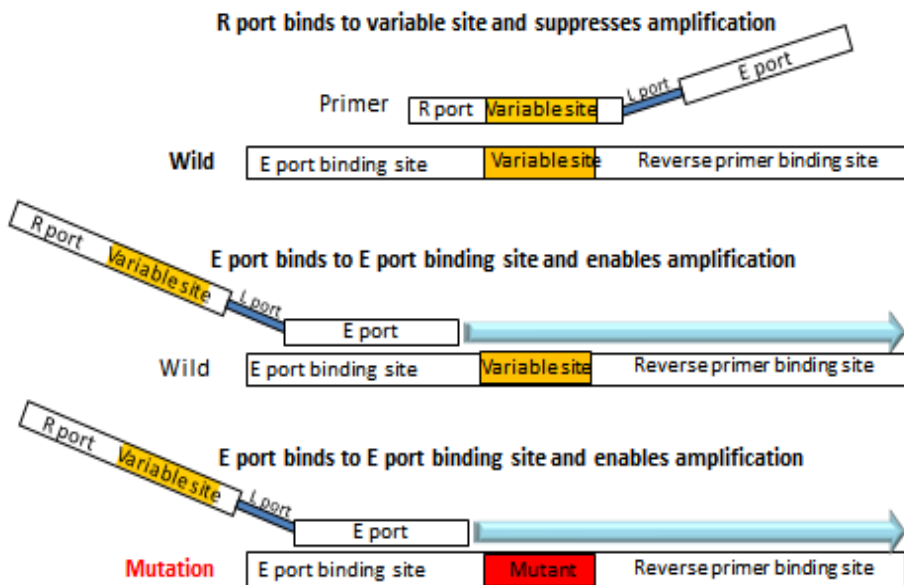 R port binds to variable site and suppresses amplification
L port
E port
Primer
R port
Variable site
Wild
E port binding site
Variable site
Reverse primer binding site
R port
Variable site
L port
E port binds to E port binding site and enables amplification
E port
Wild
E port binding site
Variable site
Reverse primer binding site
R port
Variable site
L port
E port binds to E port binding site and enables amplification
E port
Mutation
E port binding site
Mutant
Reverse primer binding site